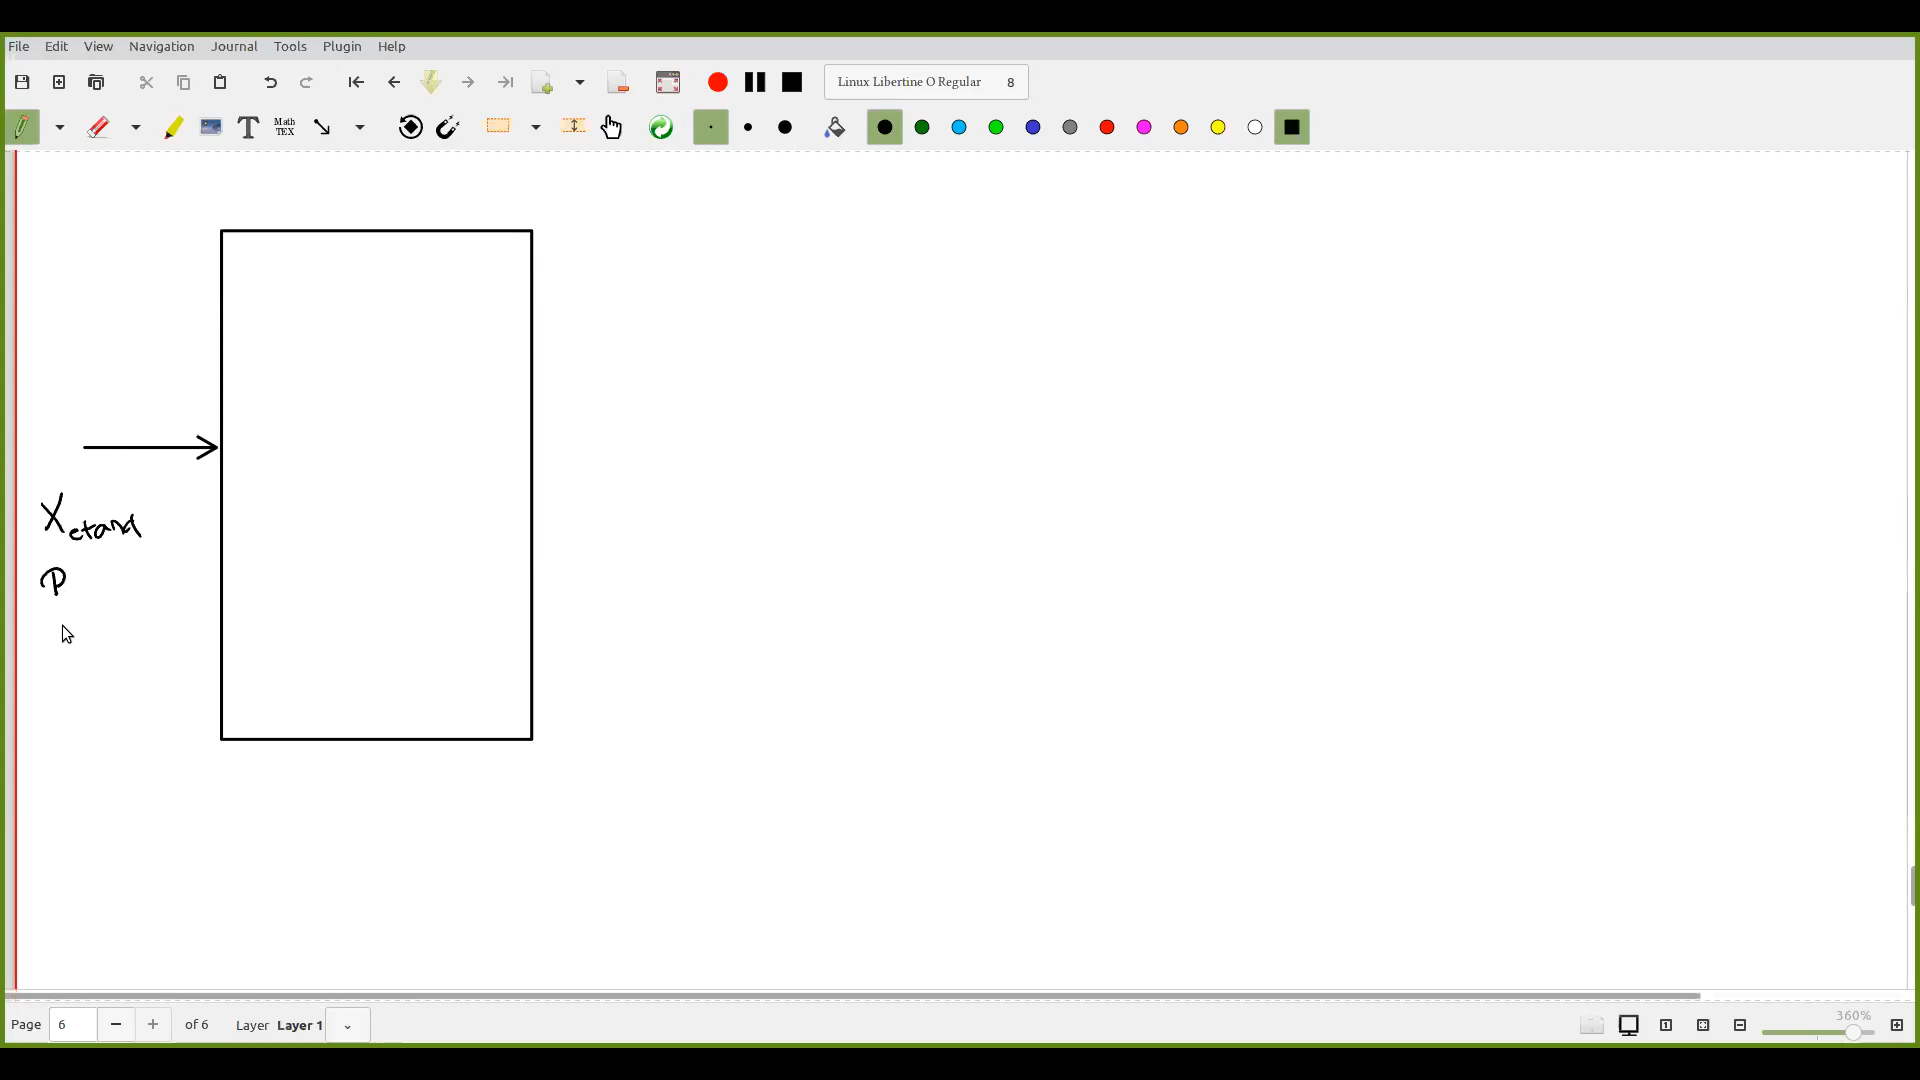 File Edit View Navigation Journal Tools Plugin Help
Linux Libertine O Regular 8
Math
TEX
X etanol
P
Page 6 of 6 Layer Layer 1
360%